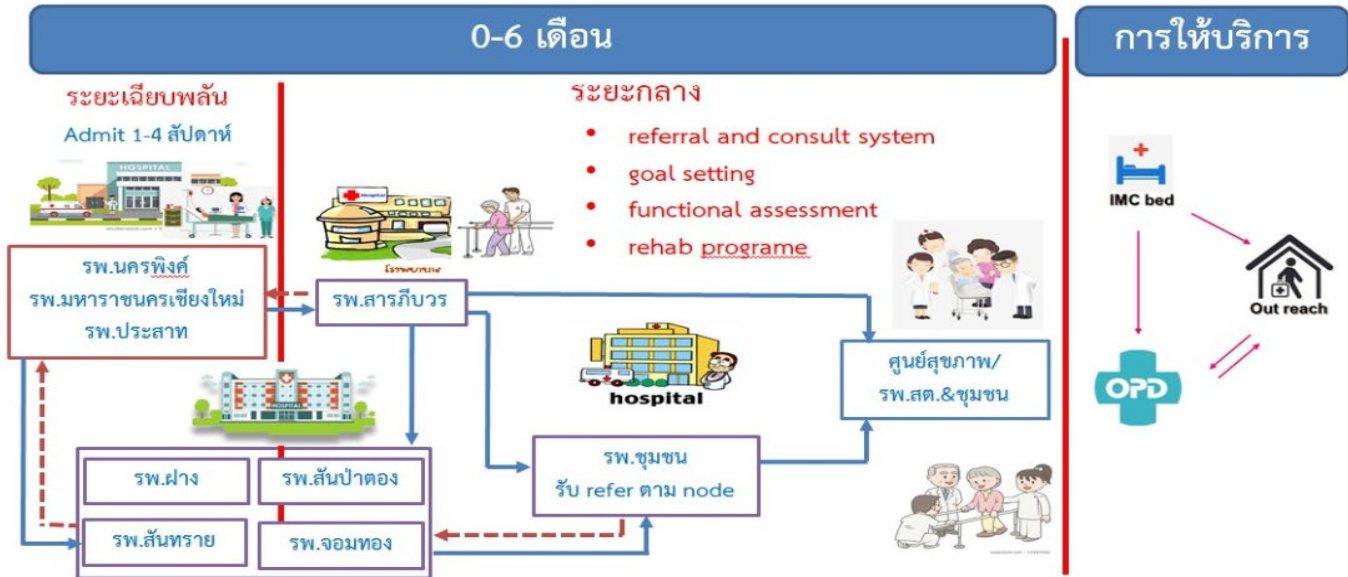 0-6 เดือน
การให้บริการ
ระยะเฉียบพลัน
Admit 1-4 สัปดาห์
ระยะกลาง
• referral and consult system
• goal setting
• functional assessment
• rehab programe
HOSPITAL
Hospital
IMC bed
รพ.นครพิงค์
รพ.มหาราชนครเชียงใหม่
รพ.ประสาท
รพ.สารภีบวร
Out reach
ศูนย์สุขภาพ/
รพ.สต.&ชุมชน
OPD
HOSPITAL
hospital
รพ.ชุมชน
รับ refer ตาม node
รพ.ฝาง
รพ.สันป่าตอง
รพ.สันทราย
รพ.จอมทอง